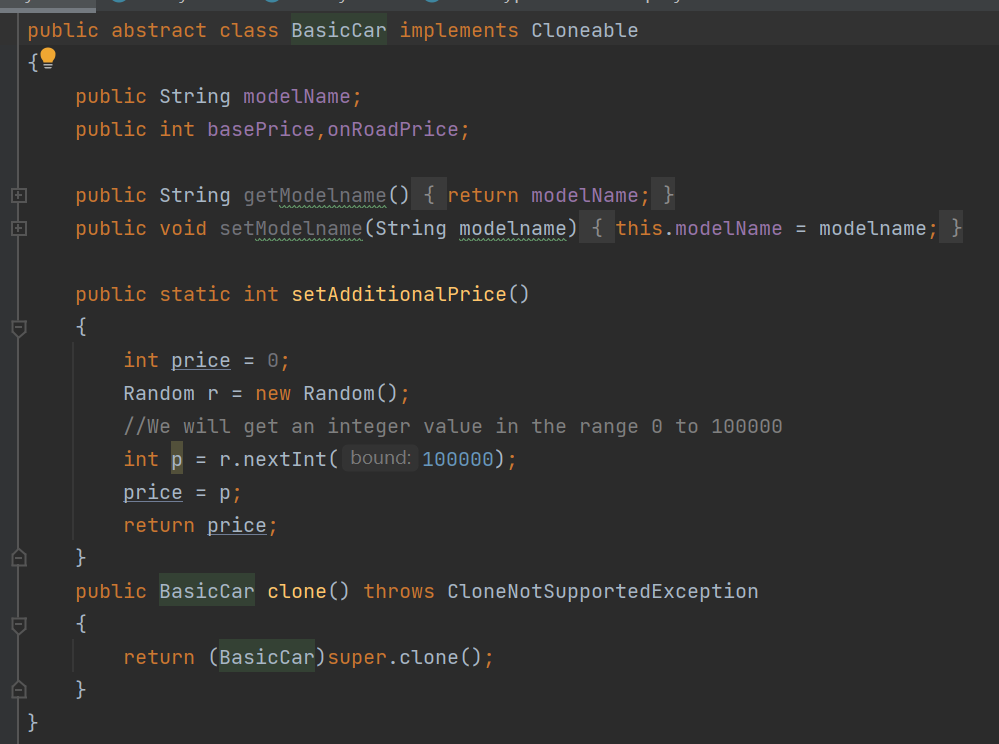 public abstract class BasicCar implements Cloneable
{
public String modelName;
public int basePrice,onRoadPrice;
public String getModelname() { return modelName; }
public void setModelname(String modelname) { this.modelName = modelname; }
public static int setAdditionalPrice()
{
int price = 0;
Random r = new Random();
//We will get an integer value in the range 0 to 100000
int p = r.nextInt( bound: 100000);
price = p;
return price;
}
public BasicCar clone() throws CloneNotSupportedException
{
return (BasicCar)super.clone();
}
}